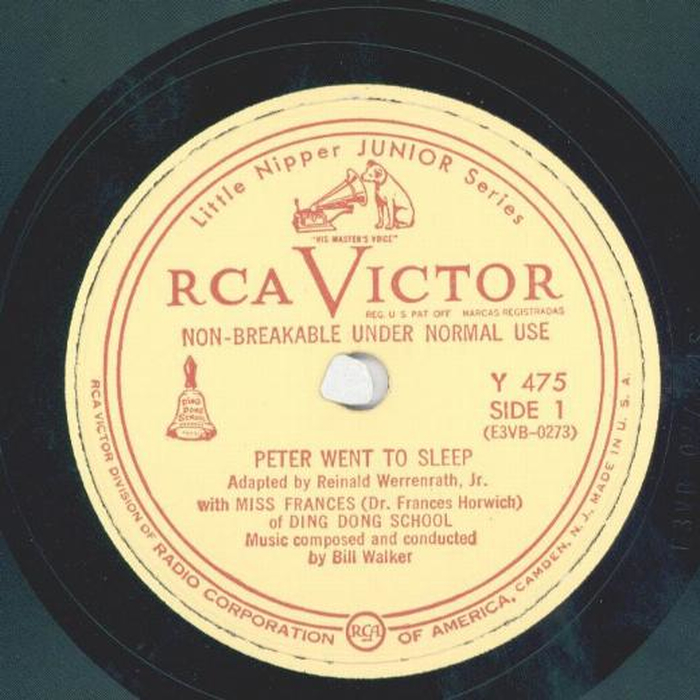 Little Nipper JUNIOR Series
"HIS MASTER'S VOICE"
RCA VICTOR
REG. U S PAT OFF MARCAS REGISTRADAS
NON-BREAKABLE UNDER NORMAL USE
DING
DONG
SCHOOL
Y 475
SIDE 1
(E3VB-0273)
PETER WENT TO SLEEP
Adapted by Reinald Werrenrath, Jr.
with MISS FRANCES (Dr. Frances Horwich)
of DING DONG SCHOOL
Music composed and conducted
by Bill Walker
RCA VICTOR DIVISION OF RADIO CORPORATION OF AMERICA, CAMDEN, N. J., MADE IN U. S. A.
RCA